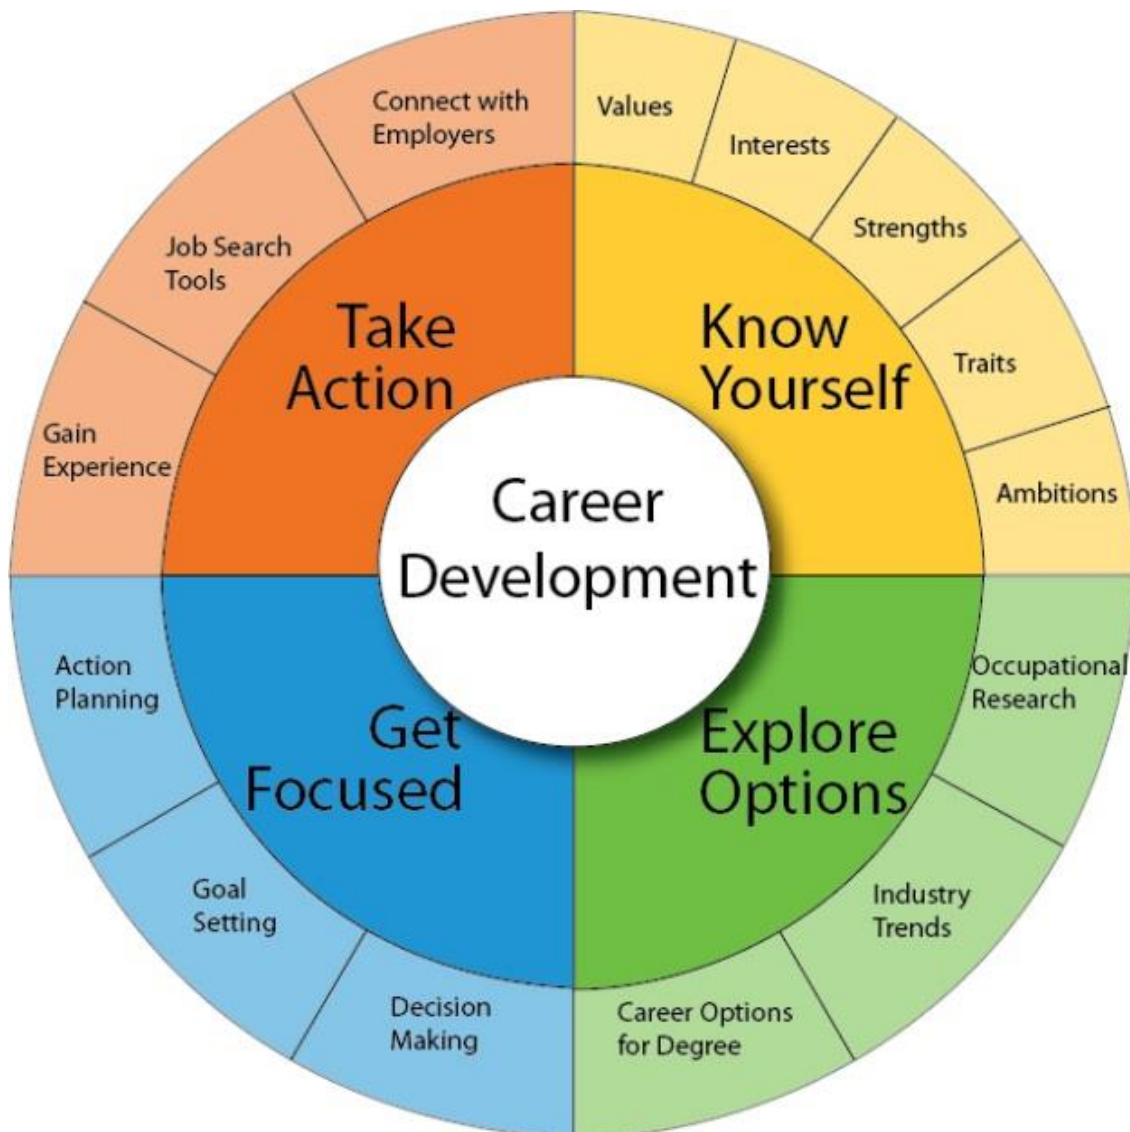 Career
Development
Know
Yourself
Values
Interests
Strengths
Traits
Ambitions
Explore
Options
Occupational
Research
Industry
Trends
Career Options
for Degree
Get
Focused
Decision
Making
Goal
Setting
Action
Planning
Take
Action
Gain
Experience
Job Search
Tools
Connect with
Employers